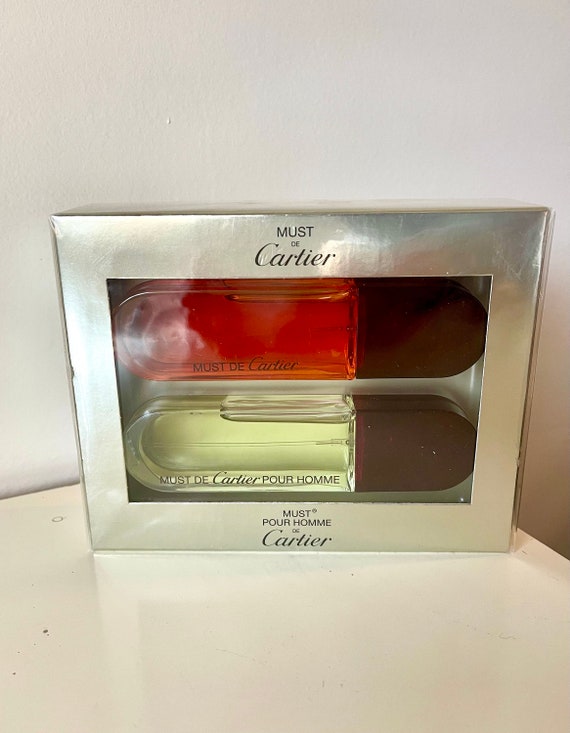 MUST
DE
Cartier
MUST DE Cartier
MUST DE Cartier POUR HOMME
MUST®
POUR HOMME
DE
Cartier